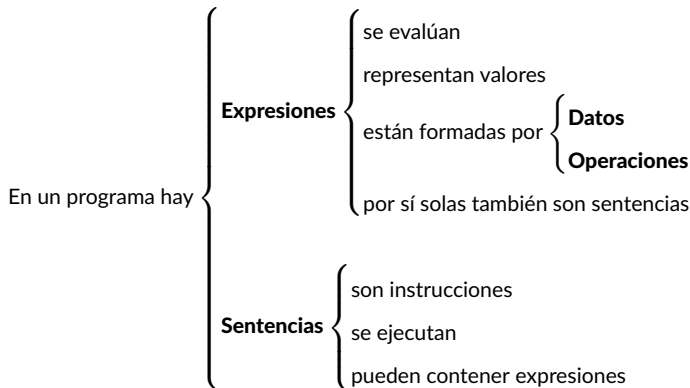 En un programa hay
Expresiones
se evalúan
representan valores
están formadas por
Datos
Operaciones
por sí solas también son sentencias
Sentencias
son instrucciones
se ejecutan
pueden contener expresiones